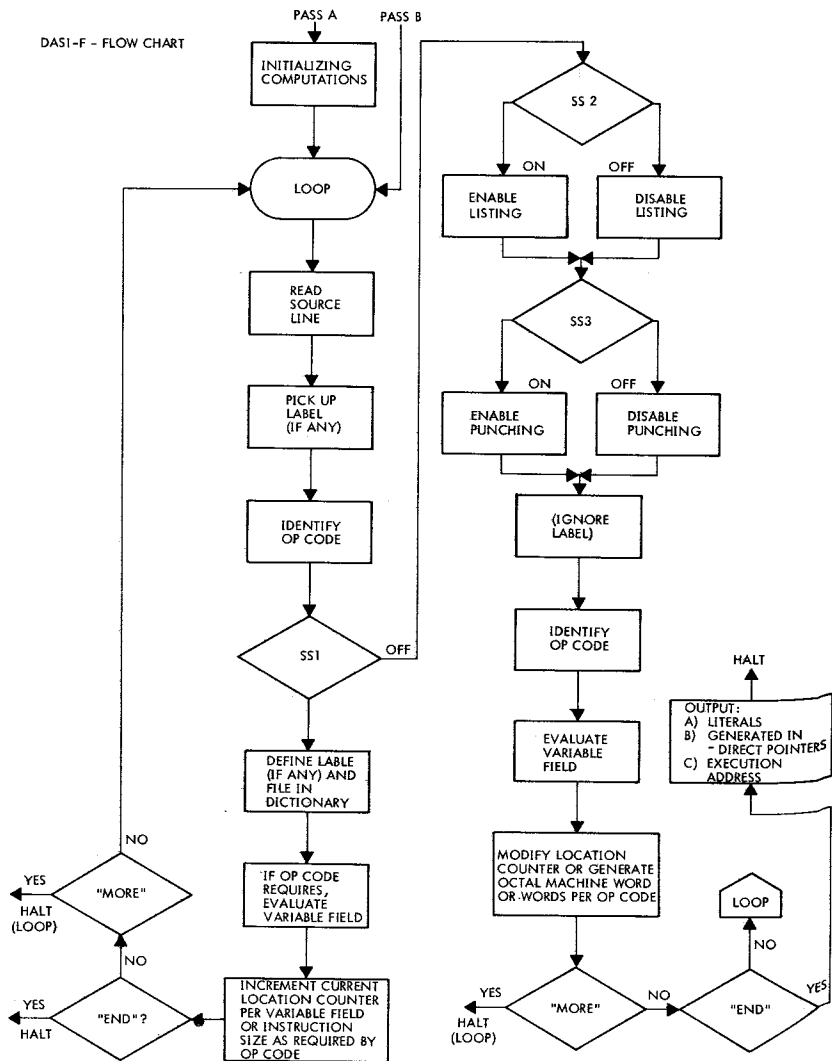 DAS1-F - FLOW CHART
PASS A
PASS B
INITIALIZING
COMPUTATIONS
LOOP
READ
SOURCE
LINE
PICK UP
LABEL
(IF ANY)
IDENTIFY
OP CODE
SS1
OFF
DEFINE LABLE
(IF ANY) AND
FILE IN
DICTIONARY
IF OP CODE
REQUIRES,
EVALUATE
VARIABLE FIELD
INCREMENT CURRENT
LOCATION COUNTER
PER VARIABLE FIELD
OR INSTRUCTION
SIZE AS REQUIRED BY
OP CODE
"END"?
YES
HALT
NO
"MORE"
YES
HALT
(LOOP)
NO
SS 2
ON
OFF
ENABLE
LISTING
DISABLE
LISTING
SS3
ON
OFF
ENABLE
PUNCHING
DISABLE
PUNCHING
(IGNORE
LABEL)
IDENTIFY
OP CODE
EVALUATE
VARIABLE
FIELD
MODIFY LOCATION
COUNTER OR GENERATE
OCTAL MACHINE WORD
OR WORDS PER OP CODE
"MORE"
YES
HALT
(LOOP)
NO
"END"
NO
LOOP
YES
OUTPUT:
A) LITERALS
B) GENERATED IN
- DIRECT POINTERS
C) EXECUTION
ADDRESS
HALT